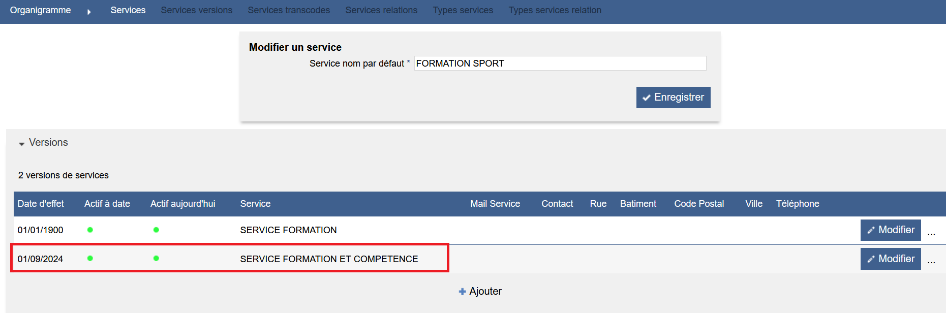 Organigramme Services Services versions Services transcodes Services relations Types services Types services relation
Modifier un service
Service nom par défaut * FORMATION SPORT
Enregistrer
Versions
2 versions de services
Date d'effet Actif à date Actif aujourd'hui Service Mail Service Contact Rue Batiment Code Postal Ville Téléphone
01/01/1900 SERVICE FORMATION Modifier ...
01/09/2024 SERVICE FORMATION ET COMPETENCE Modifier ...
Ajouter